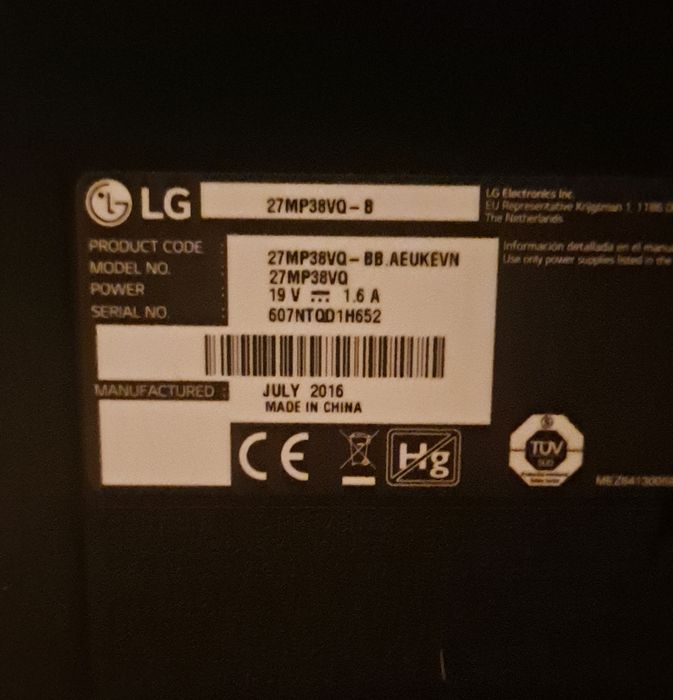 LG 27MP38VQ-B
LG Electronics Inc.
EU Representative Krijgsman 1, 1186
The Netherlands
PRODUCT CODE : 27MP38VQ-BB.AEUKEVN
MODEL NO. : 27MP38VQ
POWER : 19 V ⎓ 1.6 A
SERIAL NO. : 607NTQD1H652
Información detallada en el
Use only power supplies listed in the
MANUFACTURED : JULY 2016
MADE IN CHINA
CE
Hg
TÜV
SÜD